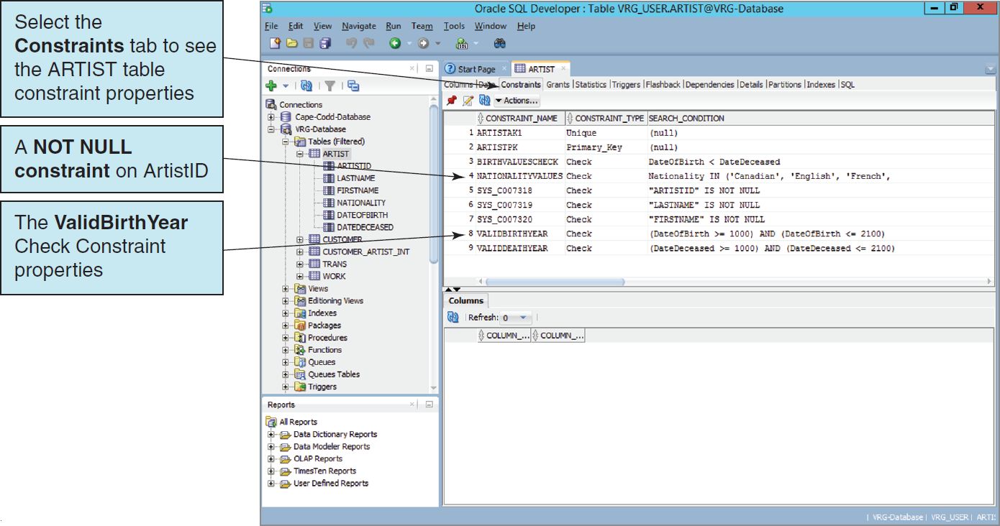 Select the
Constraints tab to see
the ARTIST table
constraint properties
A NOT NULL
constraint on ArtistID
The ValidBirthYear
Check Constraint
properties
Oracle SQL Developer : Table VRG_USER.ARTIST@VRG-Database
File Edit View Navigate Run Team Tools Window Help
Connections
Connections
Cape-Codd-Database
VRG-Database
Tables (Filtered)
ARTIST
ARTISTID
LASTNAME
FIRSTNAME
NATIONALITY
DATEOFBIRTH
DATEDECEASED
CUSTOMER
CUSTOMER_ARTIST_INT
TRANS
WORK
Views
Editioning Views
Indexes
Packages
Procedures
Functions
Queues
Queues Tables
Triggers
Reports
All Reports
Data Dictionary Reports
Data Modeler Reports
OLAP Reports
TimesTen Reports
User Defined Reports
Start Page ARTIST
Columns Data Constraints Grants Statistics Triggers Flashback Dependencies Details Partitions Indexes SQL
Actions...
CONSTRAINT_NAME CONSTRAINT_TYPE SEARCH_CONDITION
1 ARTISTAK1 Unique (null)
2 ARTISTPK Primary_Key (null)
3 BIRTHVALUESCHECK Check DateOfBirth < DateDeceased
4 NATIONALITYVALUES Check Nationality IN ('Canadian', 'English', 'French',
5 SYS_C007318 Check "ARTISTID" IS NOT NULL
6 SYS_C007319 Check "LASTNAME" IS NOT NULL
7 SYS_C007320 Check "FIRSTNAME" IS NOT NULL
8 VALIDBIRTHYEAR Check (DateOfBirth >= 1000) AND (DateOfBirth <= 2100)
9 VALIDDEATHYEAR Check (DateDeceased >= 1000) AND (DateDeceased <= 2100)
Columns
Refresh: 0
COLUMN_... COLUMN_...
VRG-Database VRG_USER ARTI